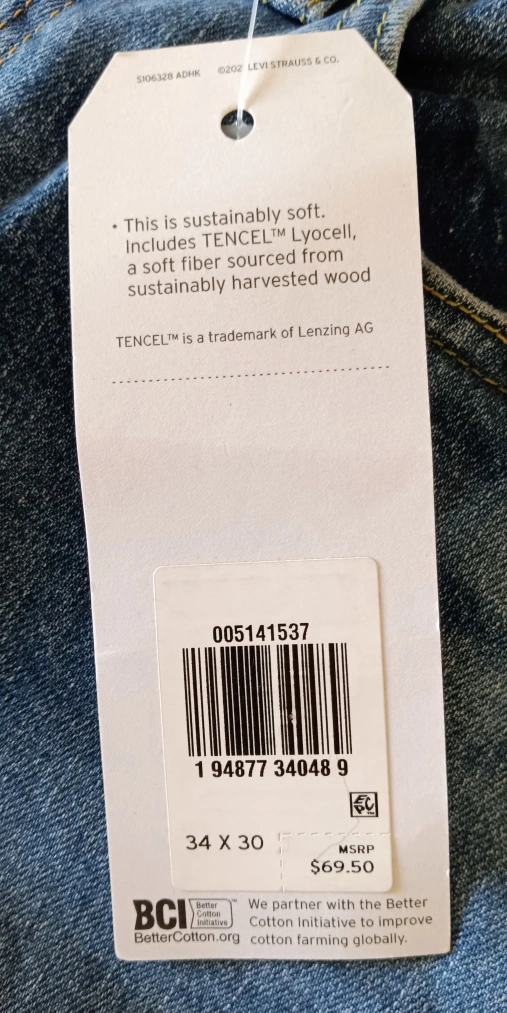 S106328 ADHK ©202 LEVI STRAUSS & CO.
• This is sustainably soft.
Includes TENCEL™ Lyocell,
a soft fiber sourced from
sustainably harvested wood
TENCEL™ is a trademark of Lenzing AG
005141537
1 94877 34048 9
EPC
34 X 30
MSRP
$69.50
BCI Better
Cotton
Initiative™
BetterCotton.org
We partner with the Better
Cotton Initiative to improve
cotton farming globally.